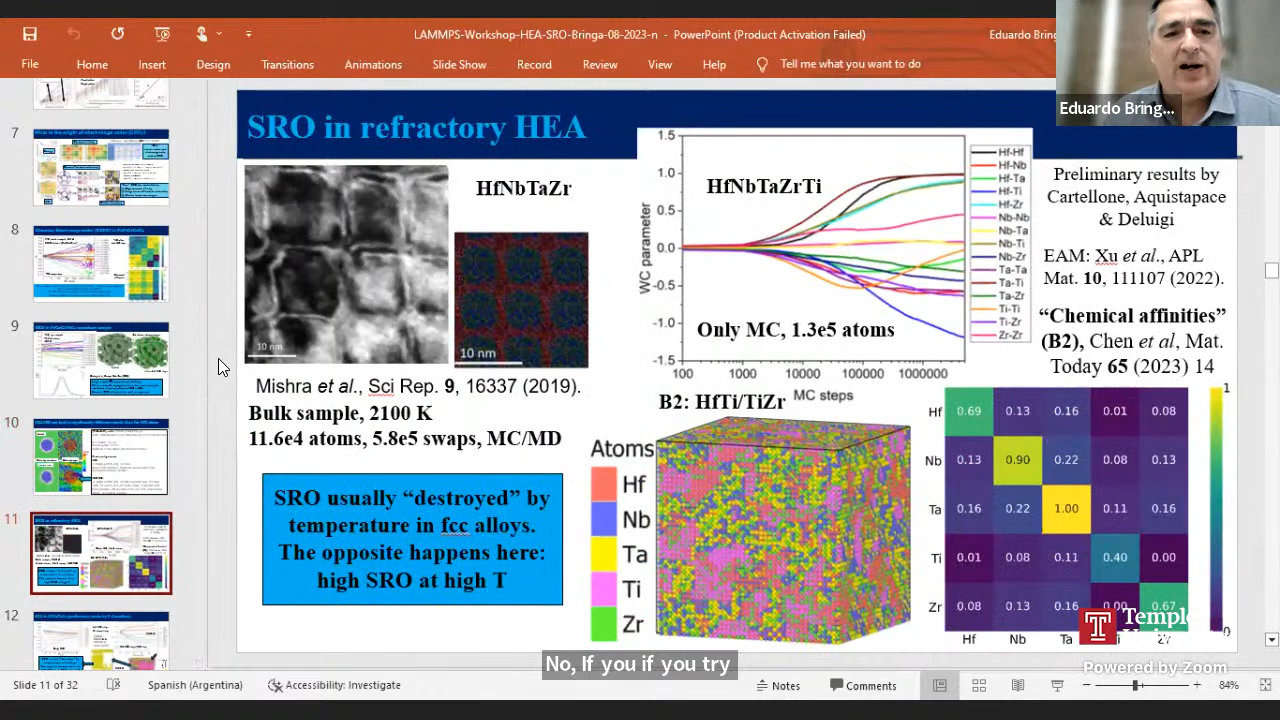 LAMMPS-Workshop-HEA-SRO-Bringa-08-2023-n - PowerPoint (Product Activation Failed)
Eduardo Bring
File Home Insert Design Transitions Animations Slide Show Record Review View Help Tell me what you want to do
Eduardo Bring...
7
8
9
10
11
12
SRO in refractory HEA
HfNbTaZr
10 nm
10 nm
Mishra et al., Sci Rep. 9, 16337 (2019).
Bulk sample, 2100 K
11.6e4 atoms, 5.8e5 swaps, MC/MD
SRO usually “destroyed” by
temperature in fcc alloys.
The opposite happens here:
high SRO at high T
1.5
1.0
0.5
0.0
-0.5
-1.0
-1.5
WC parameter
HfNbTaZrTi
Only MC, 1.3e5 atoms
100 1000 10000 100000 1000000
MC steps
Hf-Hf
Hf-Nb
Hf-Ta
Hf-Ti
Hf-Zr
Nb-Nb
Nb-Ta
Nb-Ti
Nb-Zr
Ta-Ta
Ta-Ti
Ta-Zr
Ti-Ti
Ti-Zr
Zr-Zr
Preliminary results by
Cartellone, Aquistapace
& Deluigi
EAM: Xu et al., APL
Mat. 10, 111107 (2022).
“Chemical affinities”
(B2), Chen et al, Mat.
Today 65 (2023) 14
B2: HfTi/TiZr
Atoms
Hf
Nb
Ta
Ti
Zr
Hf 0.69 0.13 0.16 0.01 0.08
Nb 0.13 0.90 0.22 0.08 0.13
Ta 0.16 0.22 1.00 0.11 0.16
Ti 0.01 0.08 0.11 0.40 0.00
Zr 0.08 0.13 0.16 0.00 0.67
Hf Nb Ta
1
0
Temple
No, If you if you try
Powered by Zoom
Slide 11 of 32 Spanish (Argentina) Accessibility: Investigate Notes Comments 84%